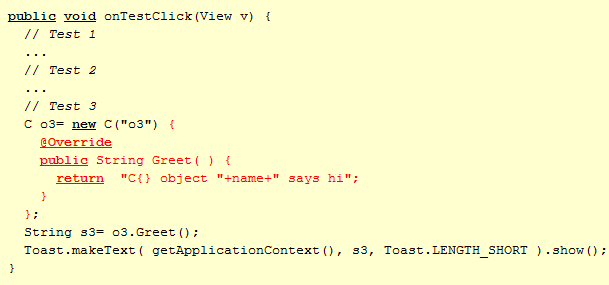 public void onTestClick(View v) {
  // Test 1
  ...
  // Test 2
  ...
  // Test 3
  C o3= new C("o3") {
    @Override
    public String Greet( ) {
      return  "C{} object "+name+" says hi";
    }
  };
  String s3= o3.Greet();
  Toast.makeText( getApplicationContext(), s3, Toast.LENGTH_SHORT ).show();
}